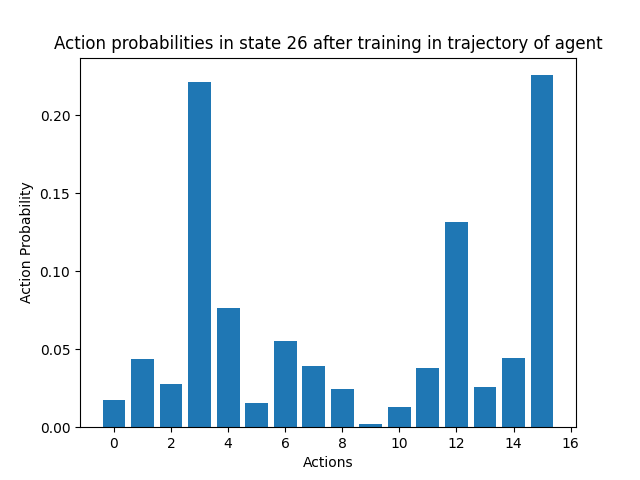 Action probabilities in state 26 after training in trajectory of agent
0.20
0.15
0.10
0.05
0.00
Action Probability
0 2 4 6 8 10 12 14 16
Actions